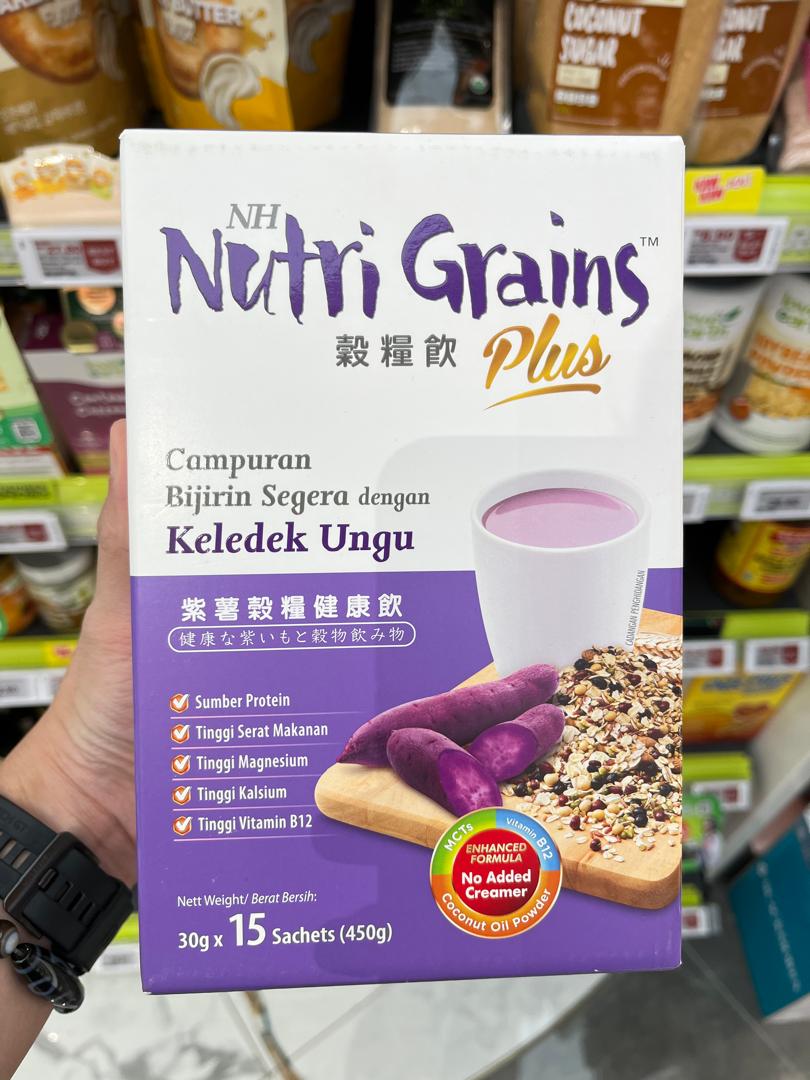 BUTTER
COCONUT
SUGAR
NH
Nutri Grains™
穀糧飲 Plus
Campuran
Bijirin Segera dengan
Keledek Ungu
紫薯穀糧健康飲
健康な紫いもと穀物飲み物
CADANGAN PENGHIDANGAN
Sumber Protein
Tinggi Serat Makanan
Tinggi Magnesium
Tinggi Kalsium
Tinggi Vitamin B12
MCTs
Vitamin B12
ENHANCED
FORMULA
No Added
Creamer
Coconut Oil Powder
Nett Weight/ Berat Bersih:
30g x 15 Sachets (450g)